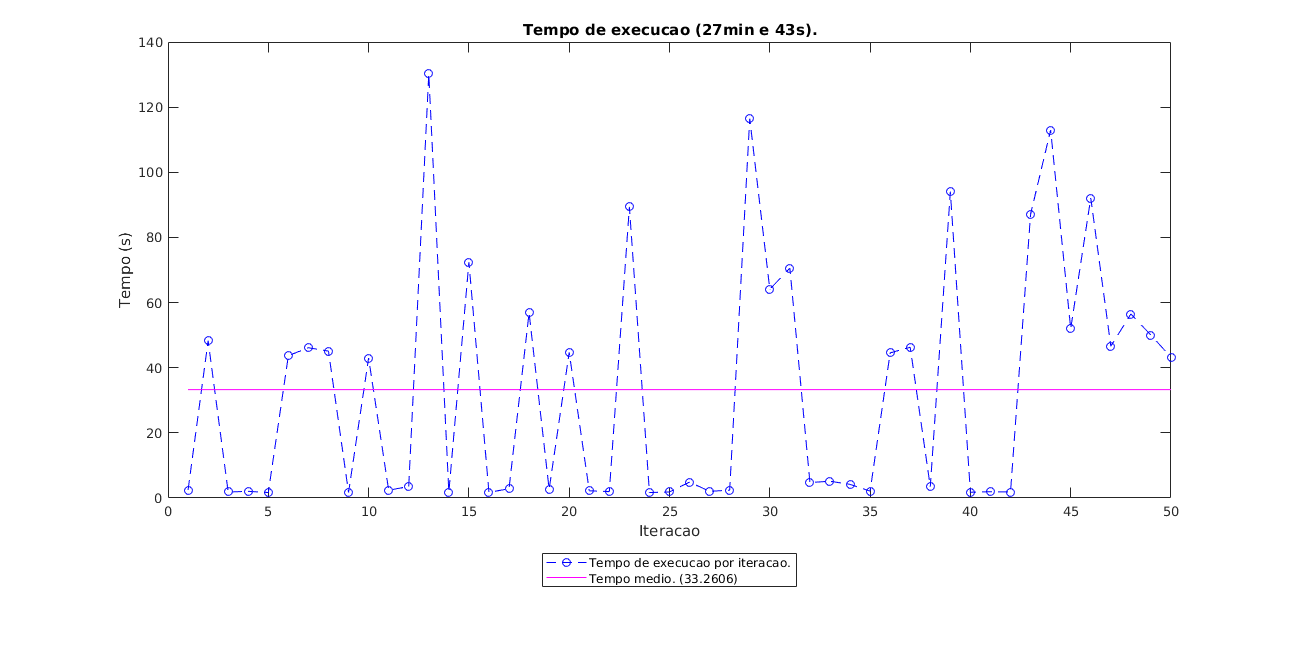 Tempo de execucao (27min e 43s).
140
120
100
80
60
40
20
0
Tempo (s)
0 5 10 15 20 25 30 35 40 45 50
Iteracao
Tempo de execucao por iteracao.
Tempo medio. (33.2606)